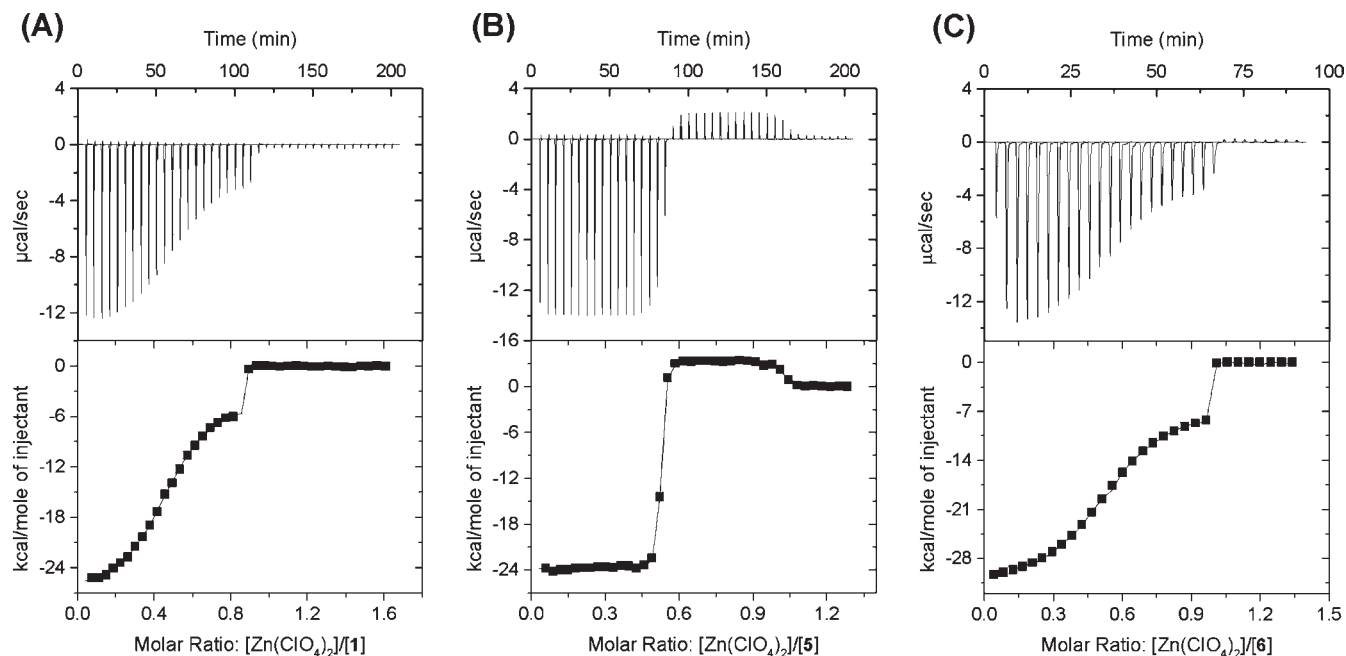 (A)
Time (min)
0 50 100 150 200
4
0
-4
-8
-12
µcal/sec
0
-6
-12
-18
-24
kcal/mole of injectant
0.0 0.4 0.8 1.2 1.6
Molar Ratio: [Zn(ClO4)2]/[1]
(B)
Time (min)
0 50 100 150 200
4
0
-4
-8
-12
-16
µcal/sec
0
-6
-12
-18
-24
kcal/mole of injectant
0.0 0.3 0.6 0.9 1.2
Molar Ratio: [Zn(ClO4)2]/[5]
(C)
Time (min)
0 25 50 75 100
4
0
-4
-8
-12
µcal/sec
0
-7
-14
-21
-28
kcal/mole of injectant
0.0 0.3 0.6 0.9 1.2 1.5
Molar Ratio: [Zn(ClO4)2]/[6]